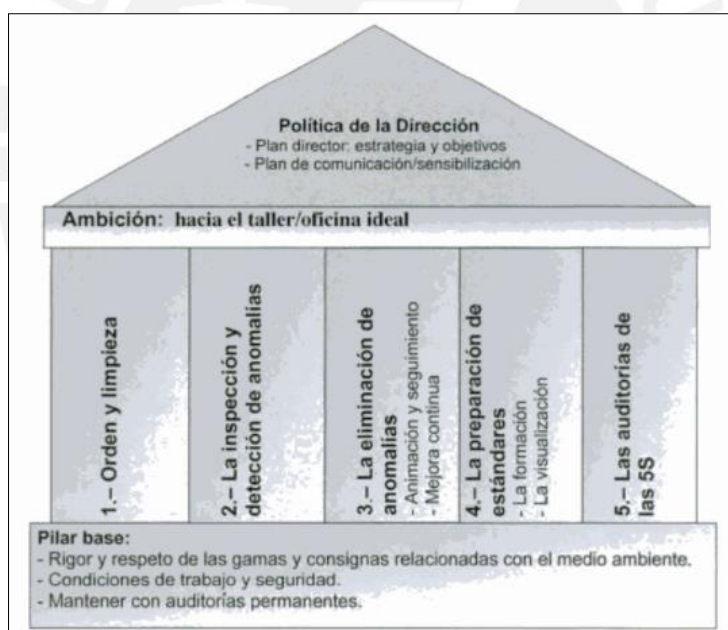 Política de la Dirección
- Plan director: estrategia y objetivos
- Plan de comunicación/sensibilización
Ambición: hacia el taller/oficina ideal
1.– Orden y limpieza
2.– La inspección y
detección de anomalías
3.– La eliminación de
anomalías
- Animación y seguimiento
- Mejora continua
4.– La preparación de
estándares
- La formación
- La visualización
5.– Las auditorias de
las 5S
Pilar base:
- Rigor y respeto de las gamas y consignas relacionadas con el medio ambiente.
- Condiciones de trabajo y seguridad.
- Mantener con auditorías permanentes.